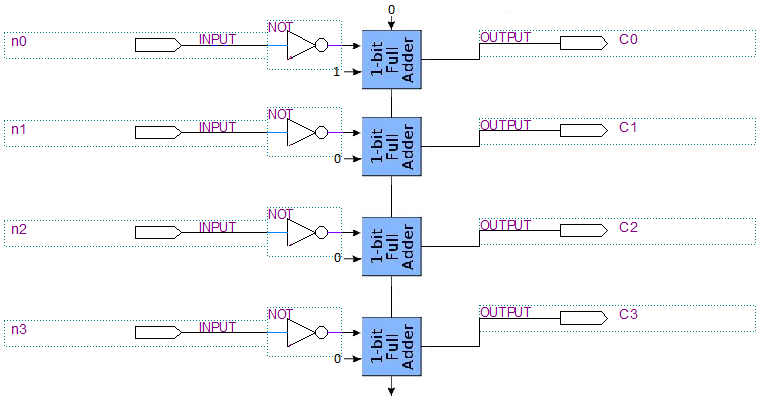 0
NOT
n0 INPUT OUTPUT C0
1
1-bit
Full
Adder
NOT
n1 INPUT OUTPUT C1
0
1-bit
Full
Adder
NOT
n2 INPUT OUTPUT C2
0
1-bit
Full
Adder
NOT
n3 INPUT OUTPUT C3
0
1-bit
Full
Adder